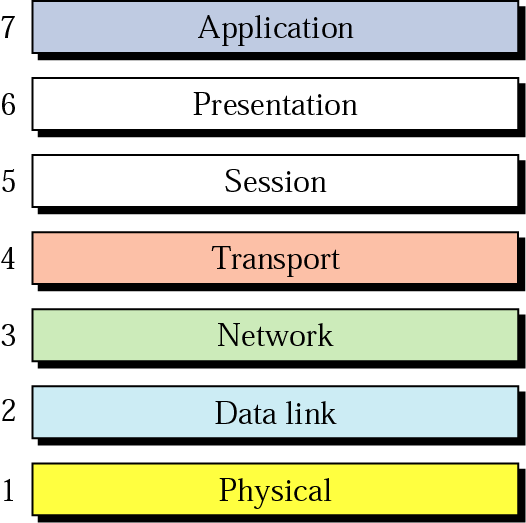 7 Application
6 Presentation
5 Session
4 Transport
3 Network
2 Data link
1 Physical